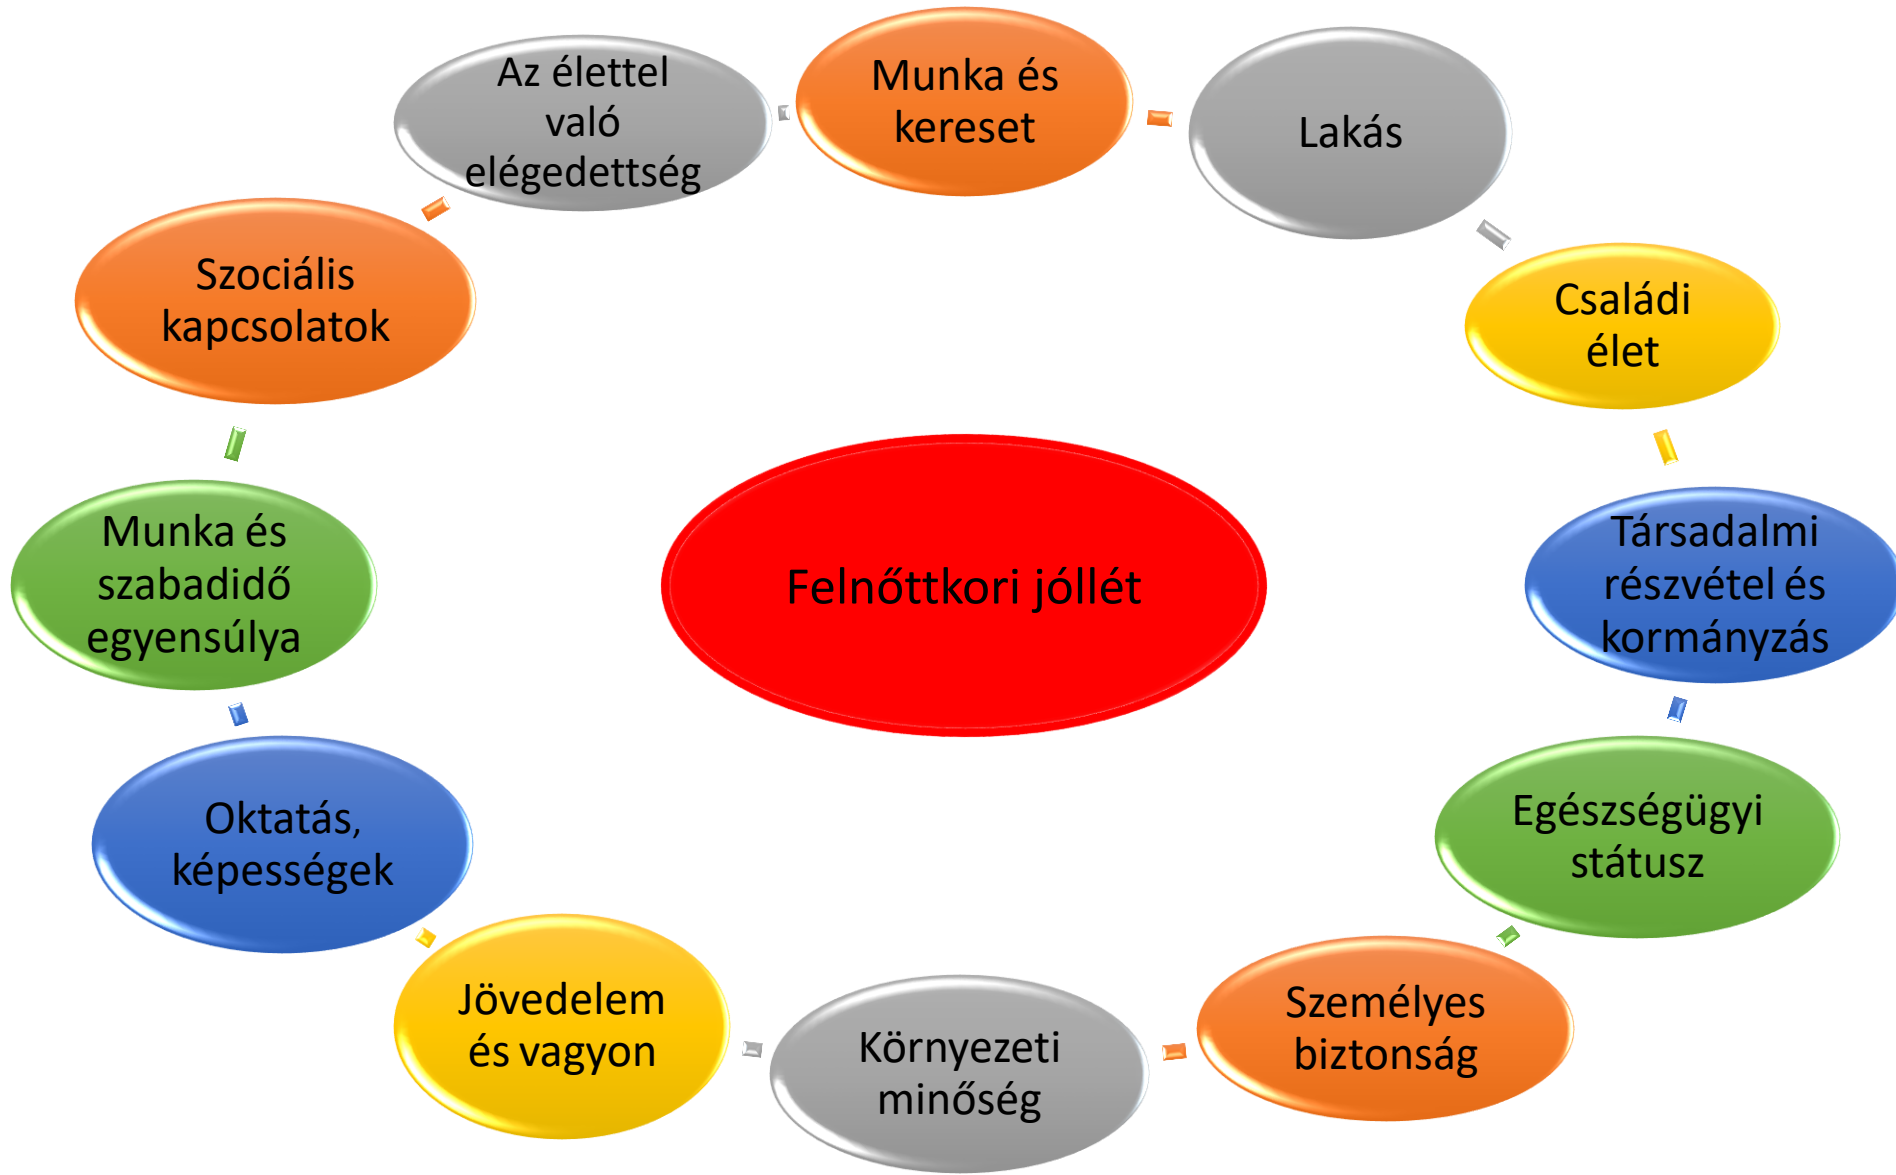 Az élettel
való
elégedettség
Munka és
kereset
Lakás
Családi
élet
Társadalmi
részvétel és
kormányzás
Egészségügyi
státusz
Személyes
biztonság
Környezeti
minőség
Jövedelem
és vagyon
Oktatás,
képességek
Munka és
szabadidő
egyensúlya
Szociális
kapcsolatok
Felnőttkori jóllét